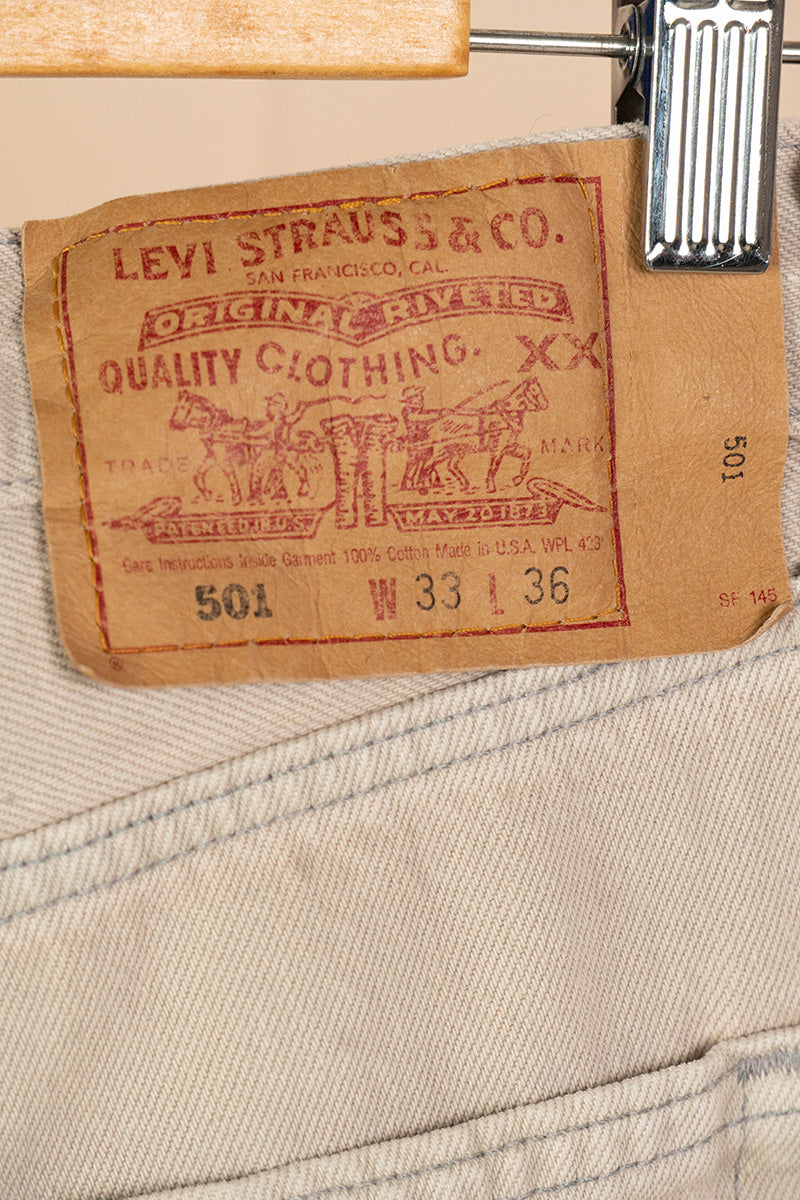 LEVI STRAUSS & CO.
SAN FRANCISCO, CAL.
ORIGINAL RIVETED
QUALITY CLOTHING. XX
TRADE MARK
PATENTED IN U.S. MAY 20 1873
Care Instructions Inside Garment 100% Cotton Made in U.S.A. WPL 423
501 W 33 L 36
®
501
SF 145